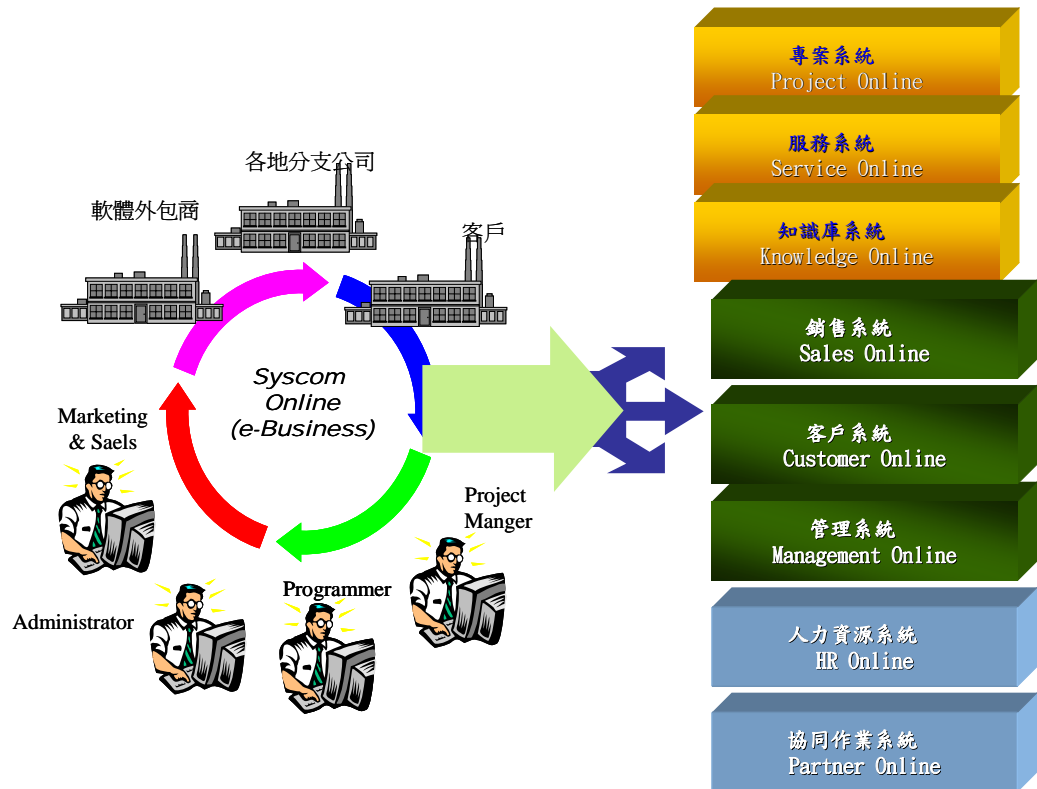 各地分支公司
軟體外包商
客戶
Syscom
Online
(e-Business)
Marketing
& Saels
Project
Manger
Programmer
Administrator
專案系統
Project Online
服務系統
Service Online
知識庫系統
Knowledge Online
銷售系統
Sales Online
客戶系統
Customer Online
管理系統
Management Online
人力資源系統
HR Online
協同作業系統
Partner Online